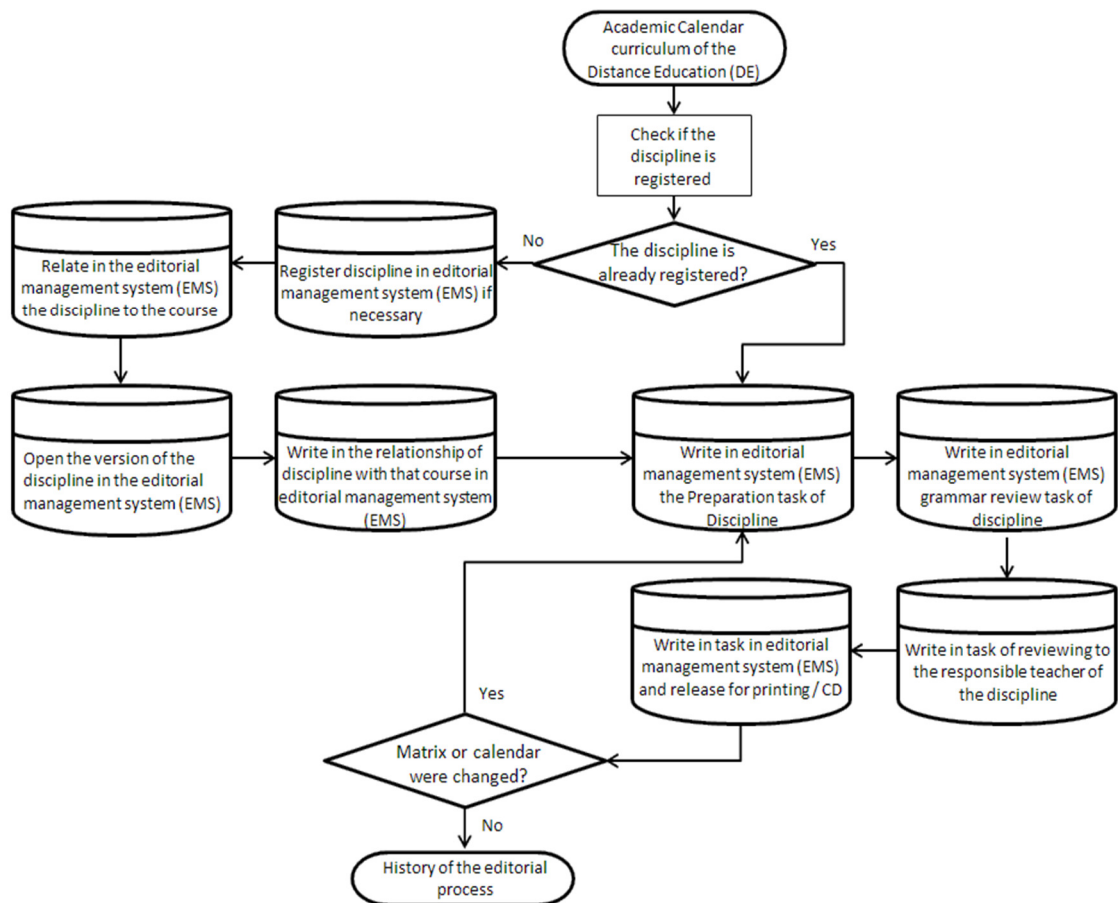 Academic Calendar
curriculum of the
Distance Education (DE)
Check if the
discipline is
registered
No
The discipline is
already registered?
Yes
Relate in the editorial
management system (EMS)
the discipline to the course
Register discipline in editorial
management system (EMS) if
necessary
Open the version of the
discipline in the editorial
management system (EMS)
Write in the relationship of
discipline with that course in
editorial management system
(EMS)
Write in editorial
management system (EMS)
the Preparation task of
Discipline
Write in editorial
management system (EMS)
grammar review task of
discipline
Write in task in editorial
management system (EMS)
and release for printing / CD
Write in task of reviewing to
the responsible teacher of
the discipline
Yes
Matrix or calendar
were changed?
No
History of the editorial
process